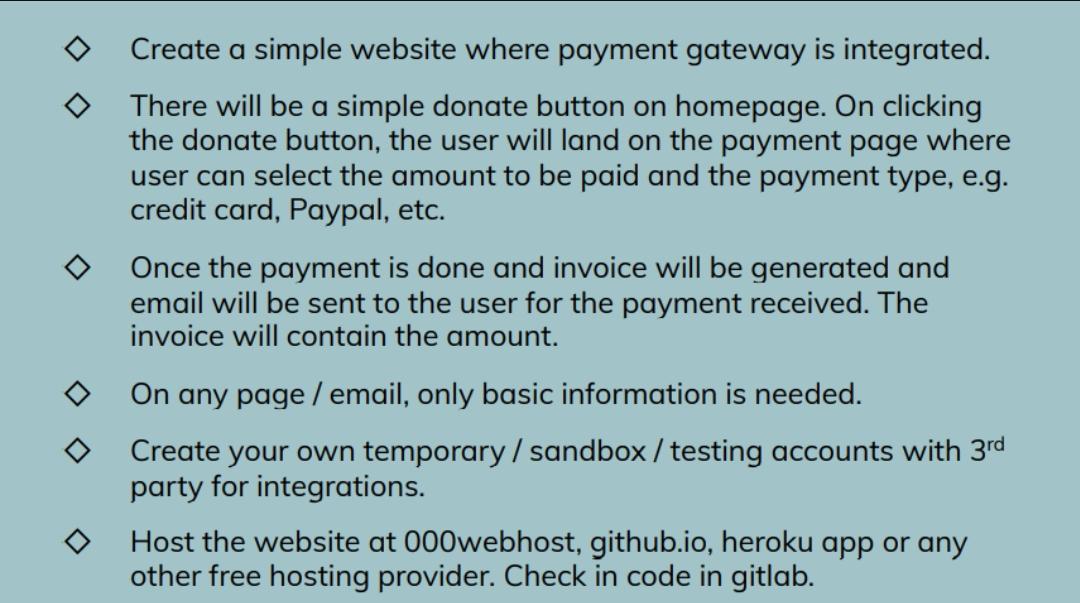 Create a simple website where payment gateway is integrated.
There will be a simple donate button on homepage. On clicking
the donate button, the user will land on the payment page where
user can select the amount to be paid and the payment type, e.g.
credit card, Paypal, etc.
Once the payment is done and invoice will be generated and
email will be sent to the user for the payment received. The
invoice will contain the amount.
On any page / email, only basic information is needed.
Create your own temporary / sandbox / testing accounts with 3rd
party for integrations.
Host the website at 000webhost, github.io, heroku app or any
other free hosting provider. Check in code in gitlab.